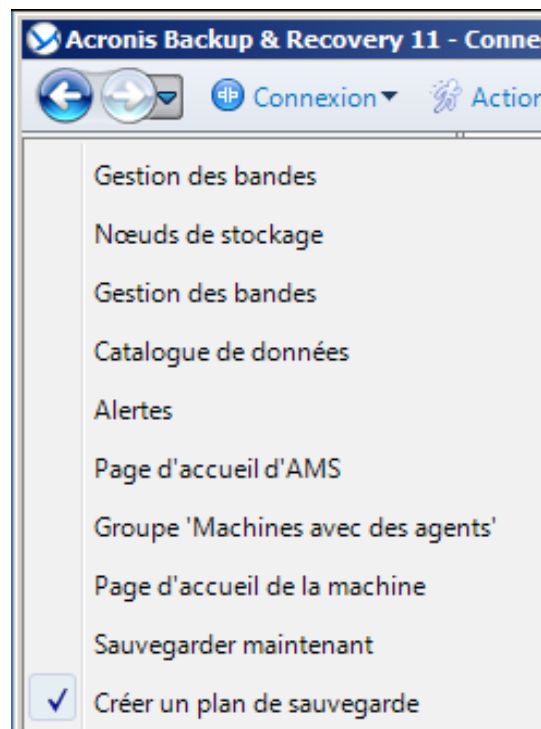 Acronis Backup & Recovery 11 - Conne
Connexion Action
Gestion des bandes
Nœuds de stockage
Gestion des bandes
Catalogue de données
Alertes
Page d'accueil d'AMS
Groupe 'Machines avec des agents'
Page d'accueil de la machine
Sauvegarder maintenant
Créer un plan de sauvegarde